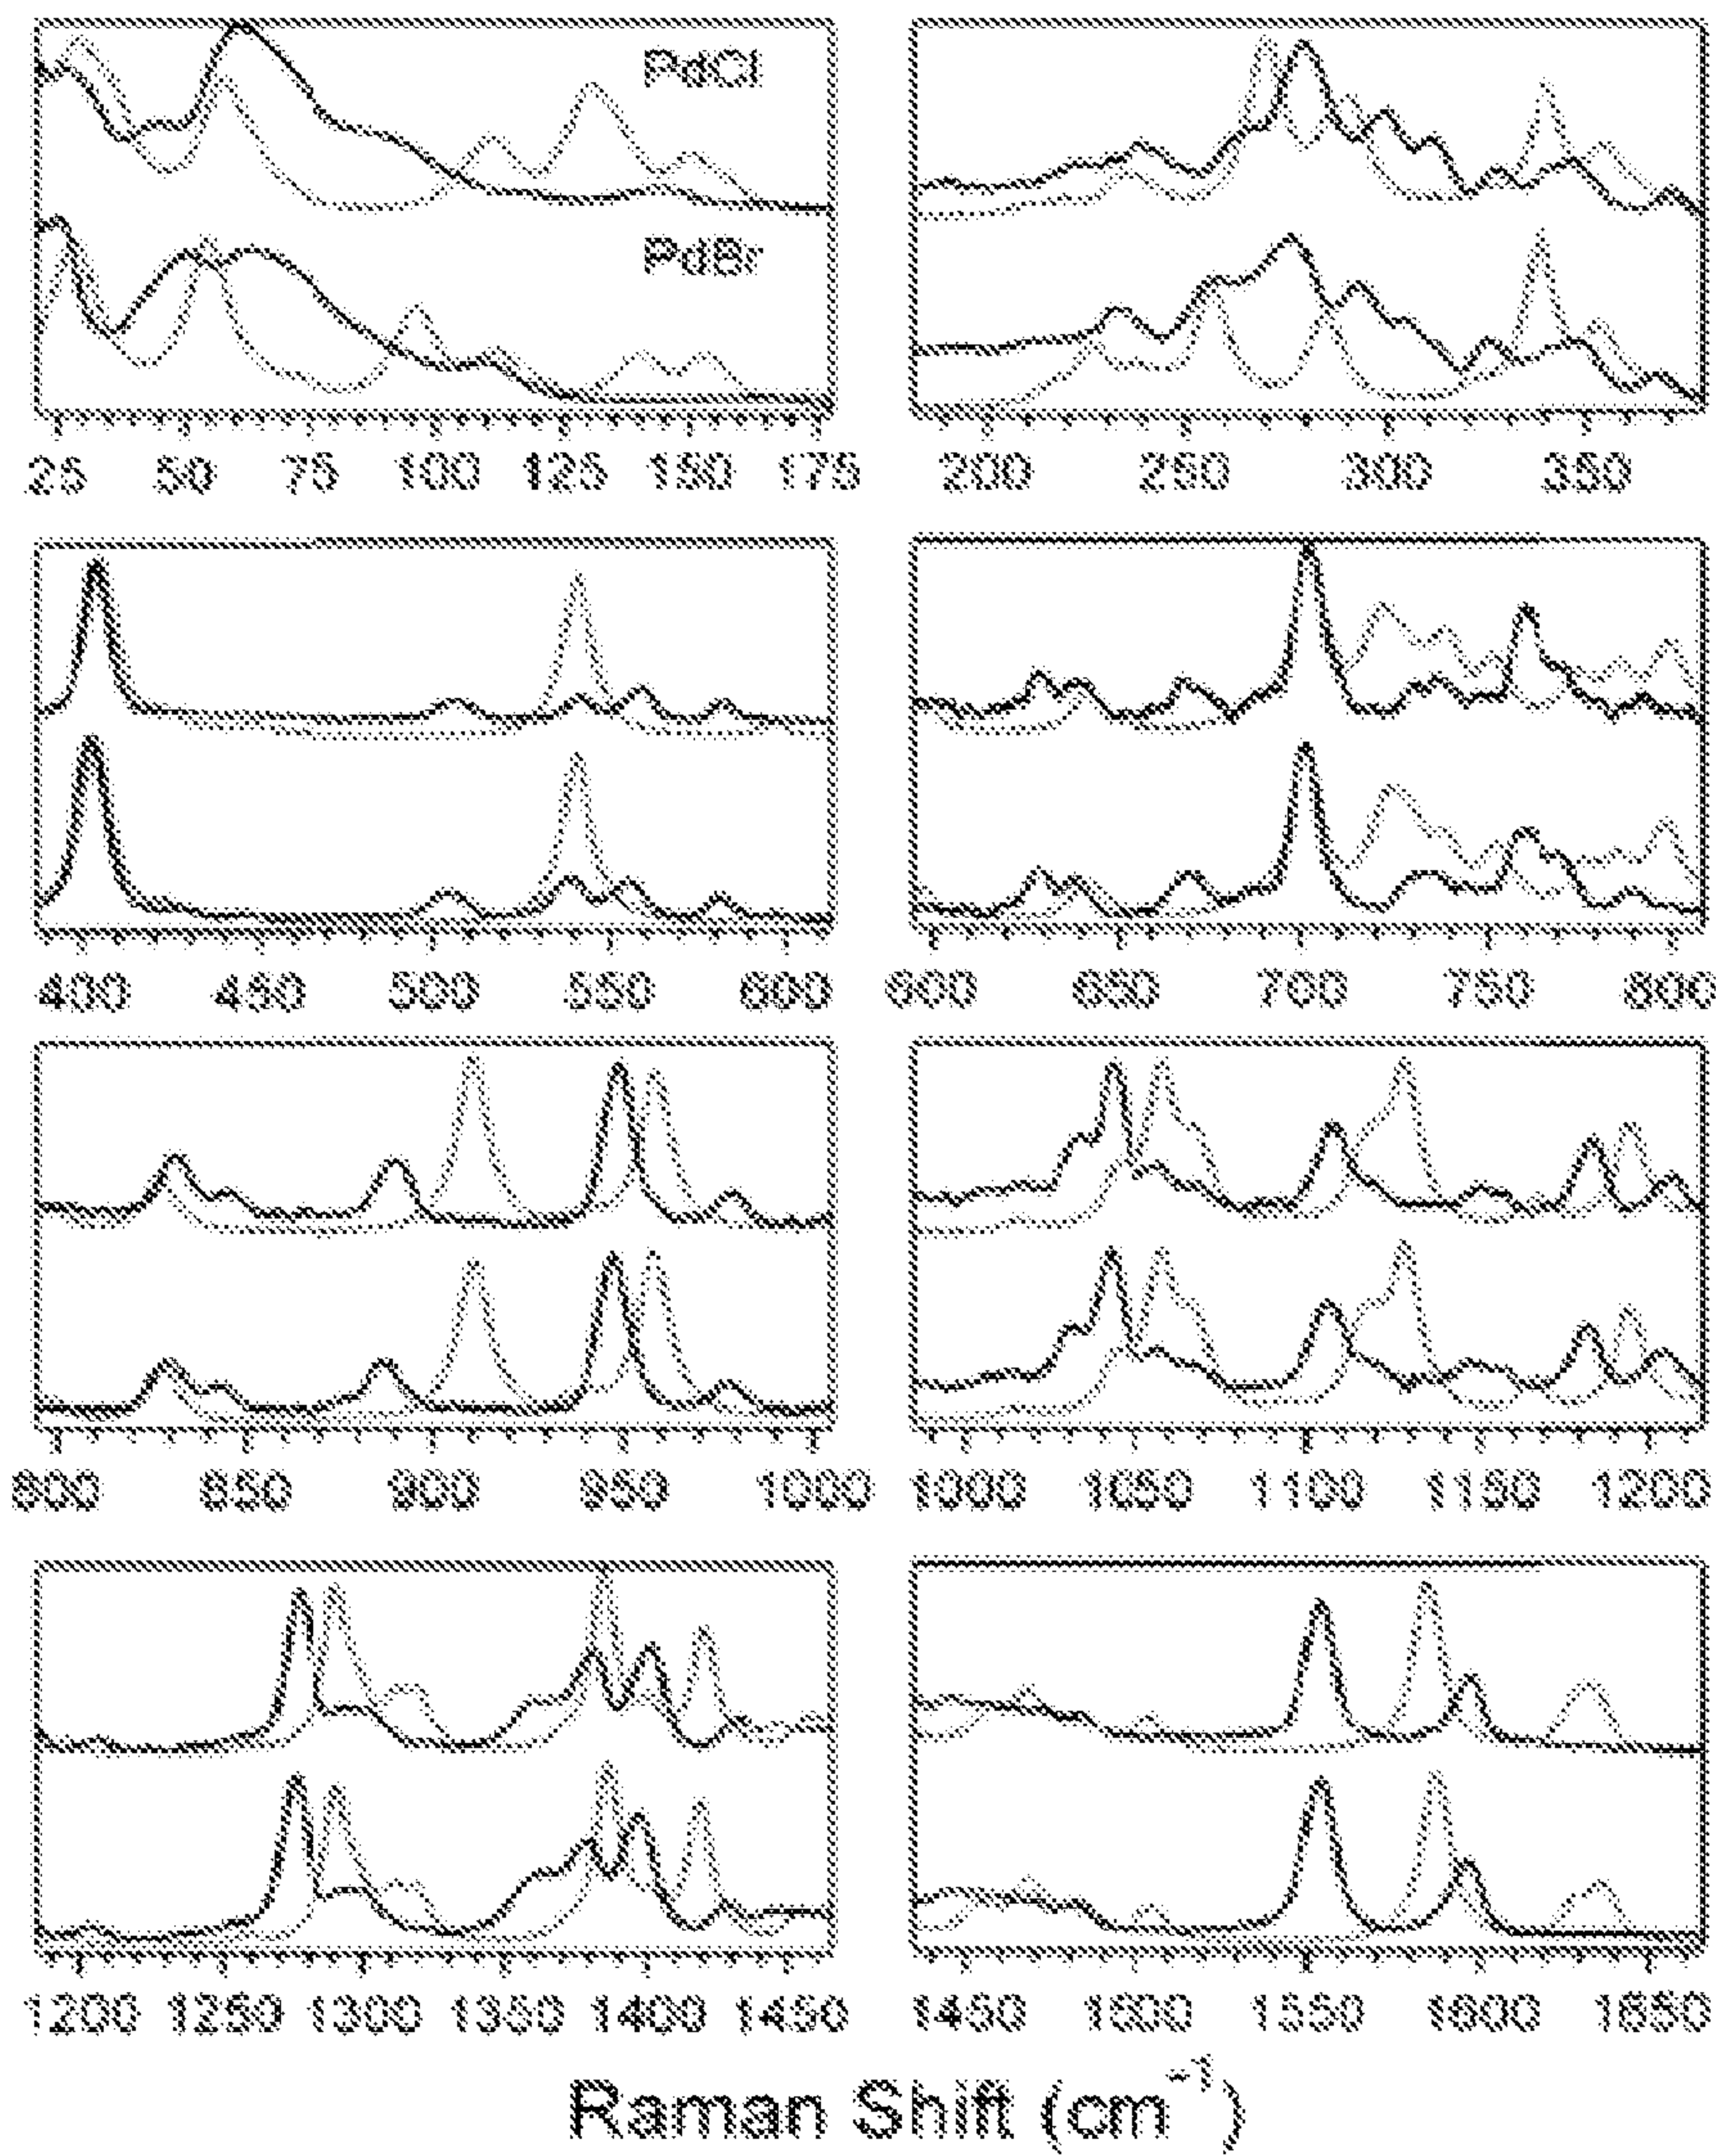 PdCl
PdBr
25 50 75 100 125 150 175
200 250 300 350
400 450 500 550 600
600 650 700 750 800
800 850 900 950 1000
1000 1050 1100 1150 1200
1200 1250 1300 1350 1400 1450
1450 1500 1550 1600 1650
Raman Shift (cm⁻¹)